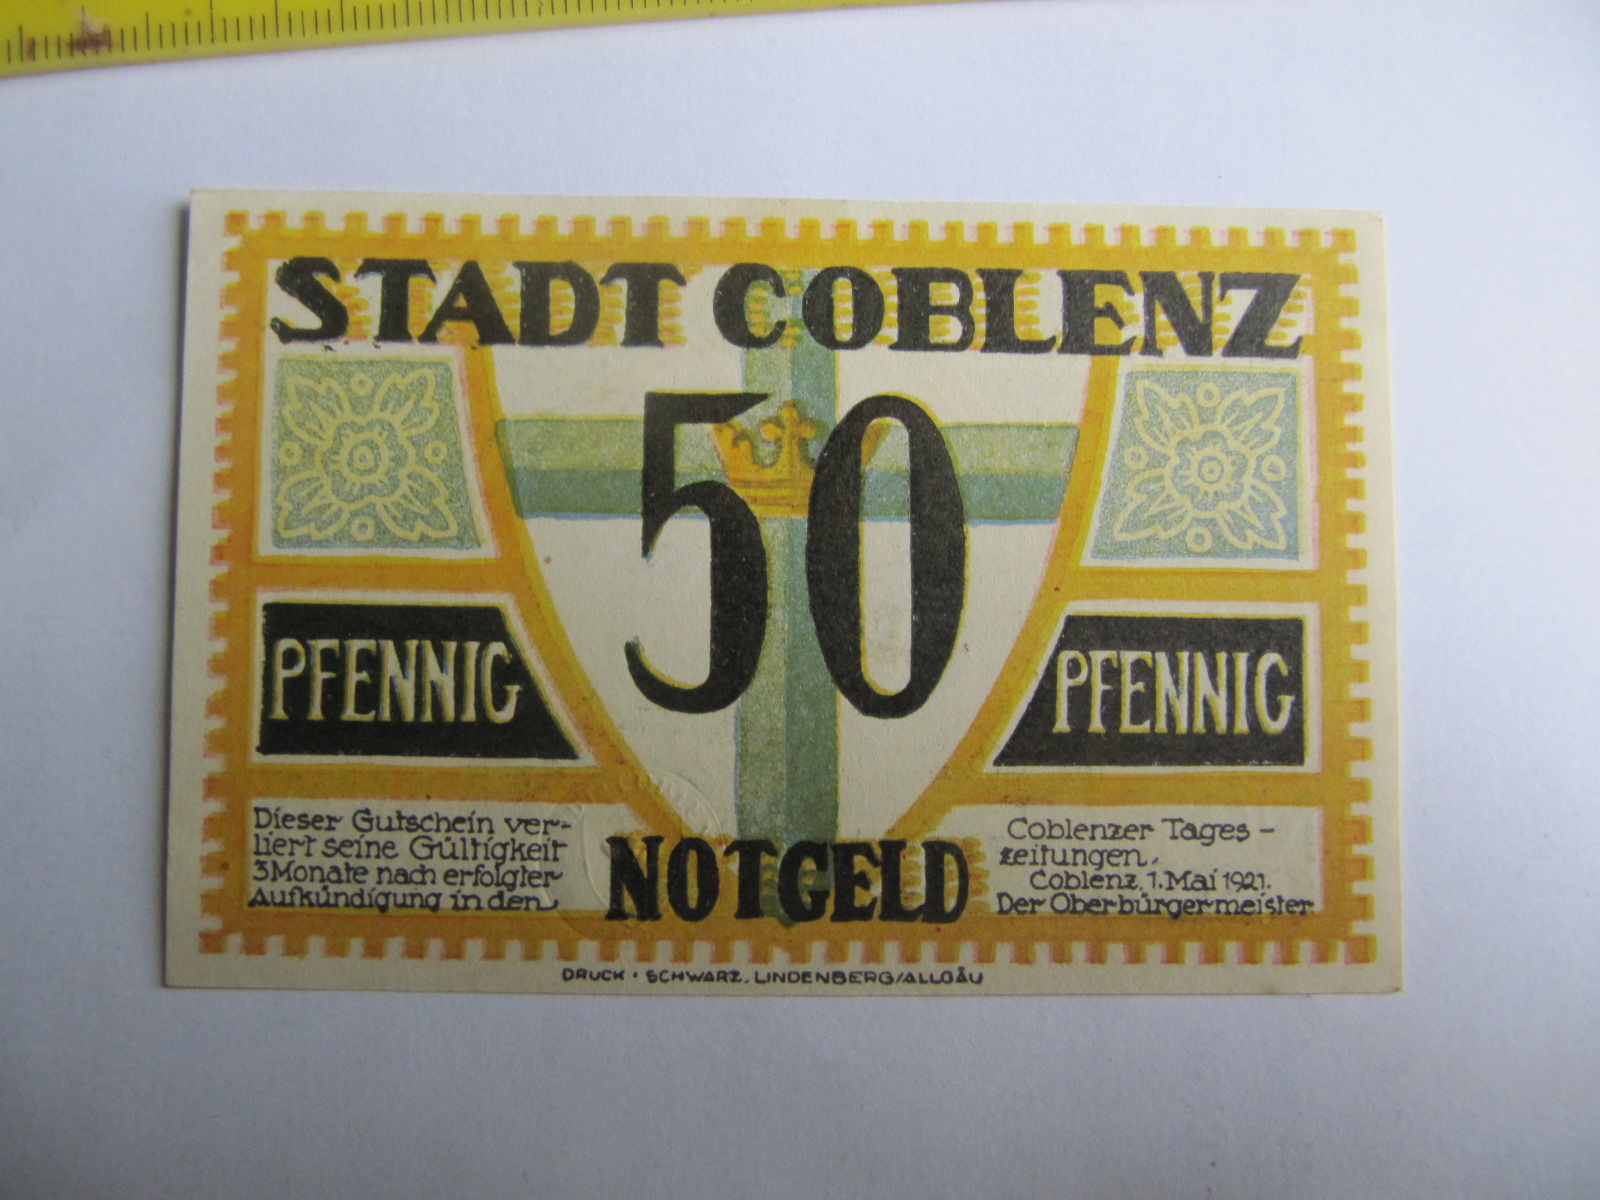 STADT COBLENZ
50
PFENNIG
PFENNIG
Dieser Gutschein ver-
liert seine Gültigkeit
3 Monate nach erfolgter
Aufkündigung in den
NOTGELD
Coblenzer Tages-
zeitungen.
Coblenz, 1. Mai 1921.
Der Oberbürgermeister.
DRUCK · SCHWARZ, LINDENBERG/ALLGÄU